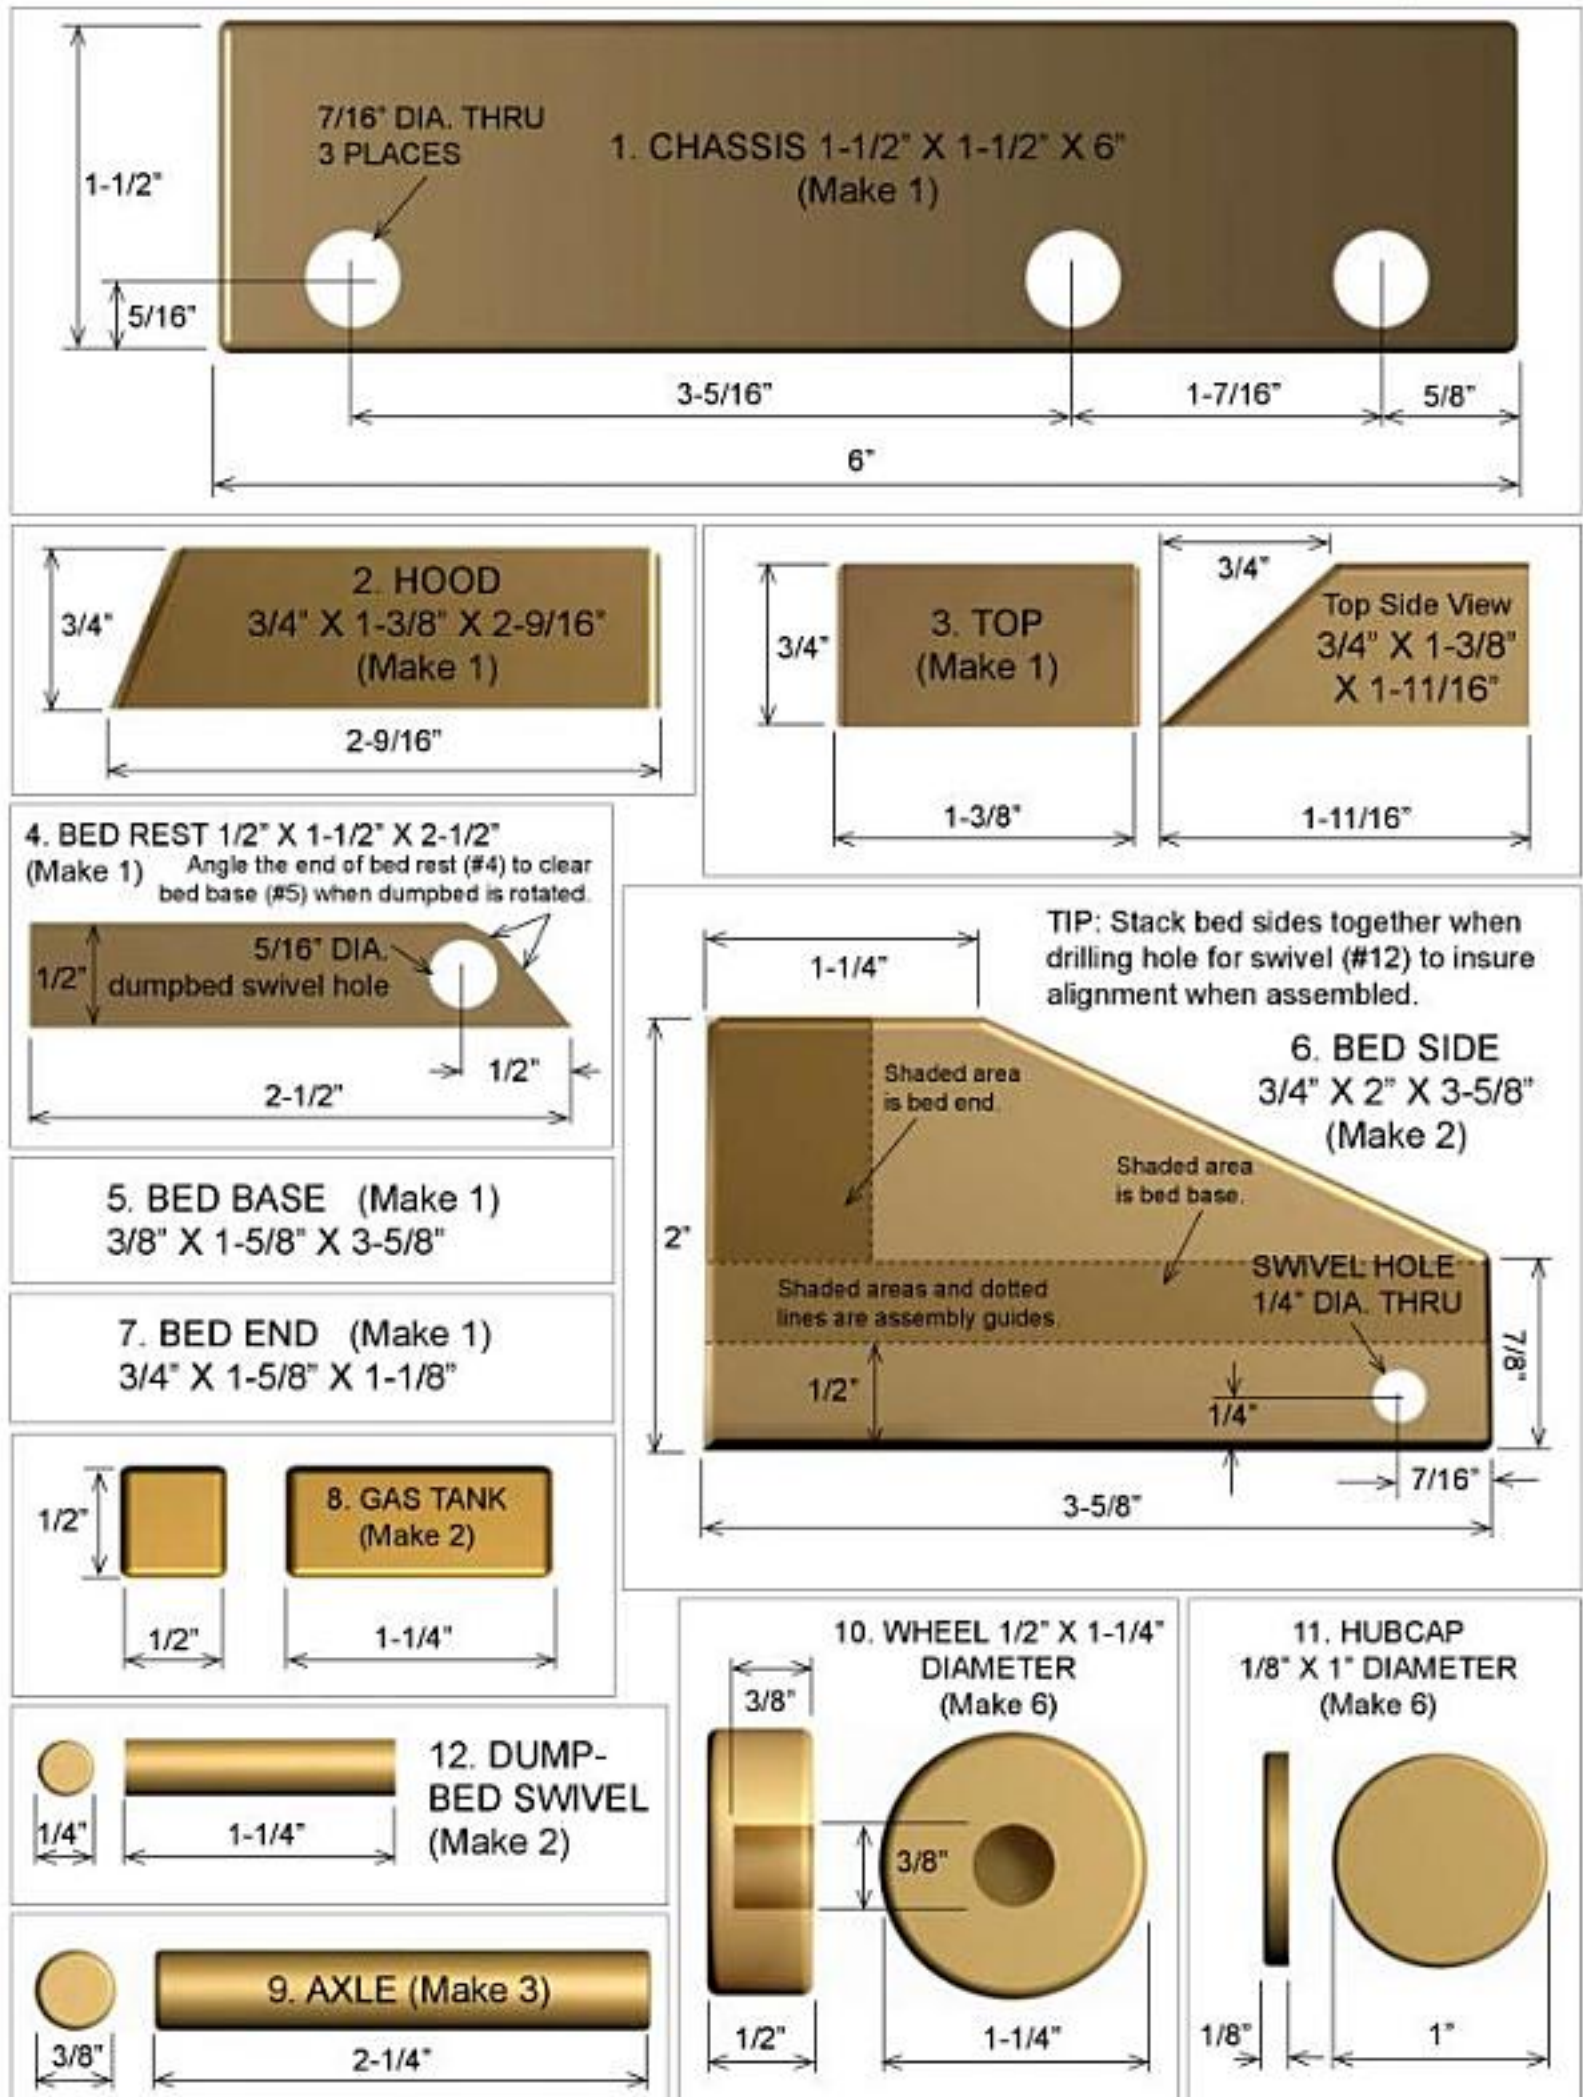 7/16" DIA. THRU
3 PLACES
1. CHASSIS 1-1/2" X 1-1/2" X 6"
(Make 1)
1-1/2"
5/16"
3-5/16"
1-7/16"
5/8"
6"
2. HOOD
3/4" X 1-3/8" X 2-9/16"
(Make 1)
3/4"
2-9/16"
3. TOP
(Make 1)
3/4"
1-3/8"
3/4"
Top Side View
3/4" X 1-3/8"
X 1-11/16"
1-11/16"
4. BED REST 1/2" X 1-1/2" X 2-1/2"
(Make 1)
Angle the end of bed rest (#4) to clear
bed base (#5) when dumpbed is rotated.
5/16" DIA.
dumpbed swivel hole
1/2"
1/2"
2-1/2"
5. BED BASE (Make 1)
3/8" X 1-5/8" X 3-5/8"
7. BED END (Make 1)
3/4" X 1-5/8" X 1-1/8"
TIP: Stack bed sides together when
drilling hole for swivel (#12) to insure
alignment when assembled.
1-1/4"
6. BED SIDE
3/4" X 2" X 3-5/8"
(Make 2)
Shaded area
is bed end.
Shaded area
is bed base.
2"
Shaded areas and dotted
lines are assembly guides.
SWIVEL HOLE
1/4" DIA. THRU
7/8"
1/2"
1/4"
7/16"
3-5/8"
8. GAS TANK
(Make 2)
1/2"
1/2"
1-1/4"
12. DUMP-
BED SWIVEL
(Make 2)
1/4"
1-1/4"
9. AXLE (Make 3)
3/8"
2-1/4"
10. WHEEL 1/2" X 1-1/4"
DIAMETER
(Make 6)
3/8"
3/8"
1/2"
1-1/4"
11. HUBCAP
1/8" X 1" DIAMETER
(Make 6)
1/8"
1"